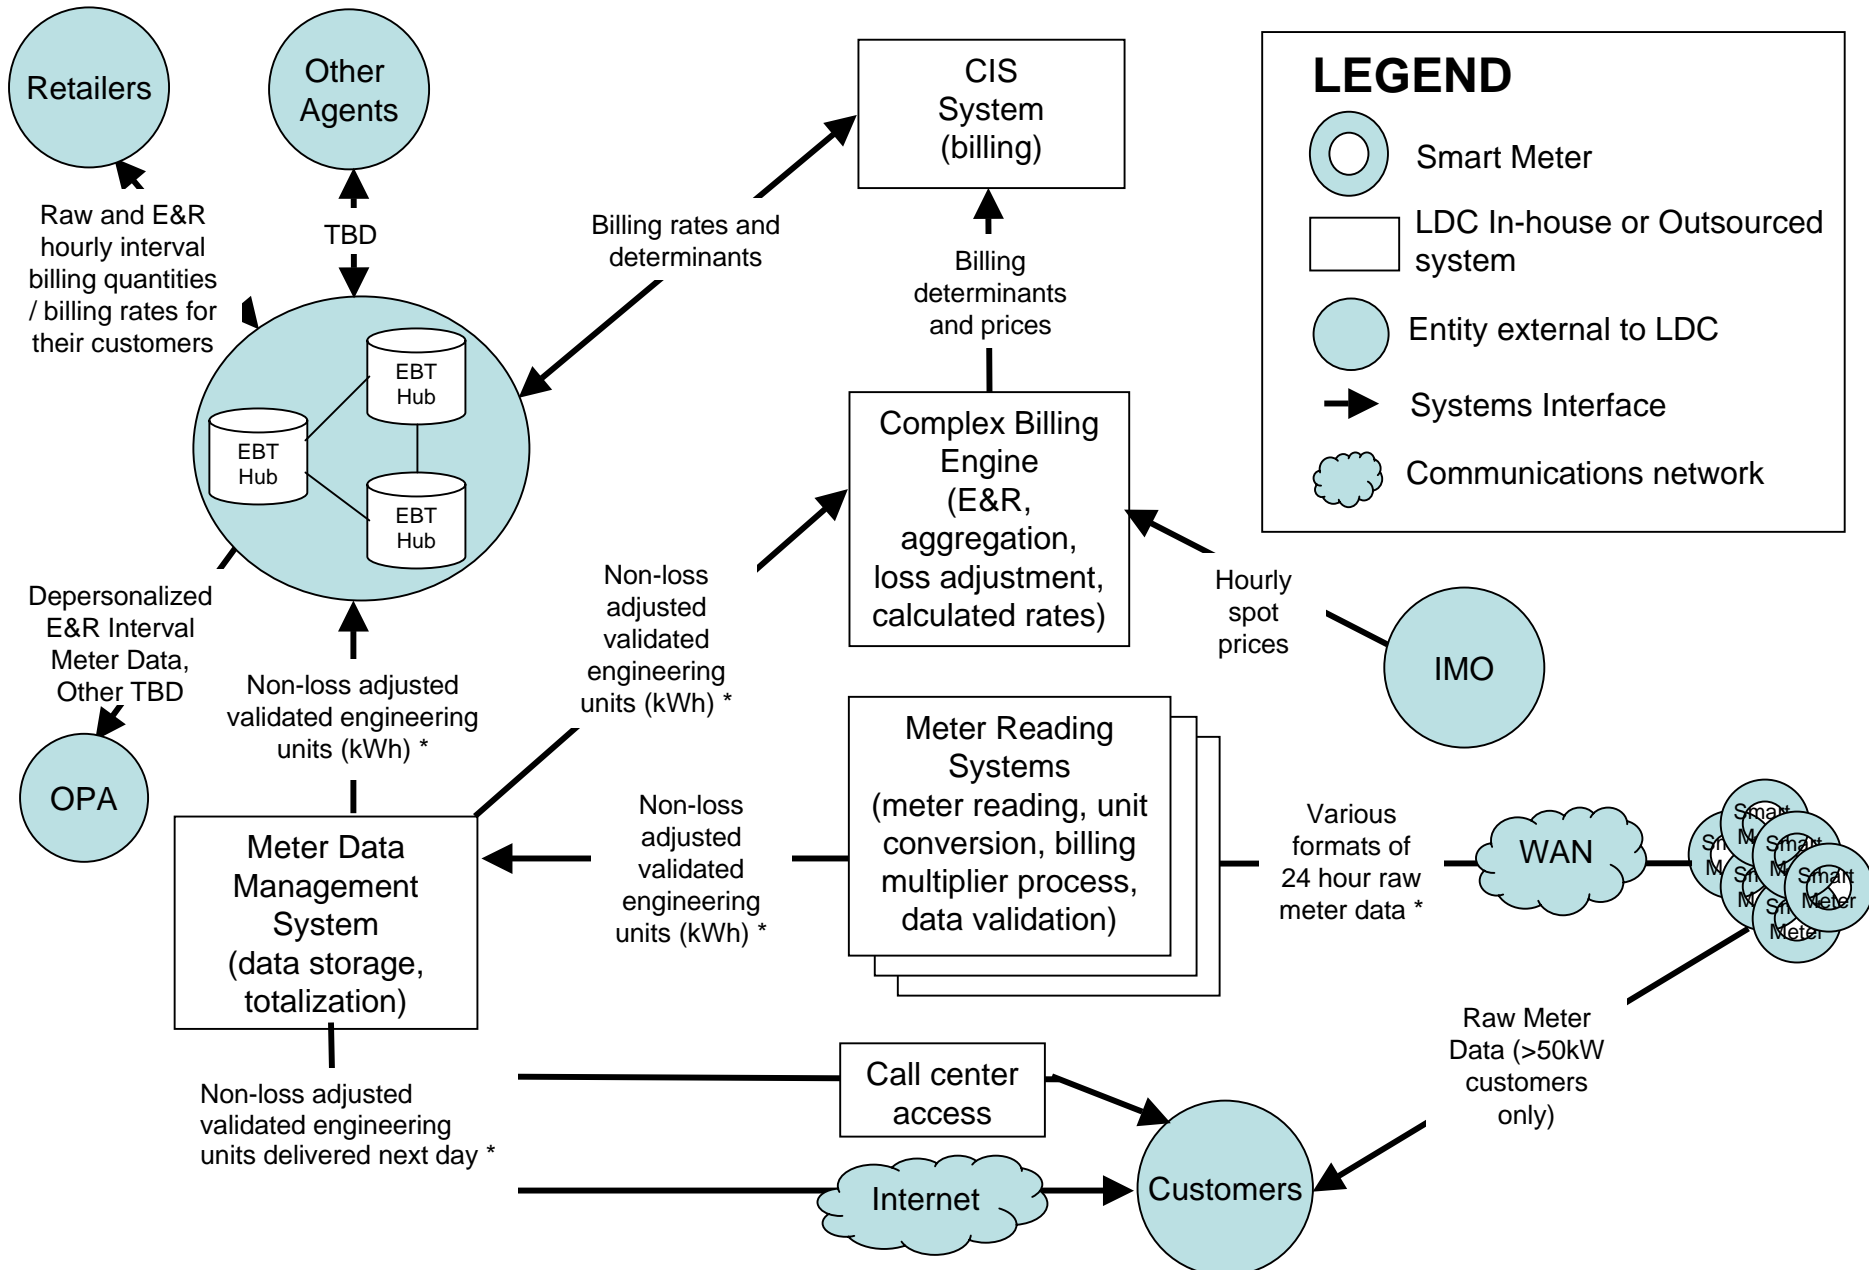 Retailers
Other
Agents
CIS
System
(billing)
LEGEND
Smart Meter
LDC In-house or Outsourced
system
Entity external to LDC
Systems Interface
Communications network
Raw and E&R
hourly interval
billing quantities
/ billing rates for
their customers
TBD
Billing rates and
determinants
Billing
determinants
and prices
EBT
Hub
EBT
Hub
EBT
Hub
Complex Billing
Engine
(E&R,
aggregation,
loss adjustment,
calculated rates)
Hourly
spot
prices
IMO
Depersonalized
E&R Interval
Meter Data,
Other TBD
OPA
Non-loss adjusted
validated engineering
units (kWh) *
Non-loss
adjusted
validated
engineering
units (kWh) *
Meter Data
Management
System
(data storage,
totalization)
Non-loss
adjusted
validated
engineering
units (kWh) *
Meter Reading
Systems
(meter reading, unit
conversion, billing
multiplier process,
data validation)
Various
formats of
24 hour raw
meter data *
WAN
Smart
Smart
Smart
Meter
Meter
Raw Meter
Data (>50kW
customers
only)
Non-loss adjusted
validated engineering
units delivered next day *
Call center
access
Internet
Customers